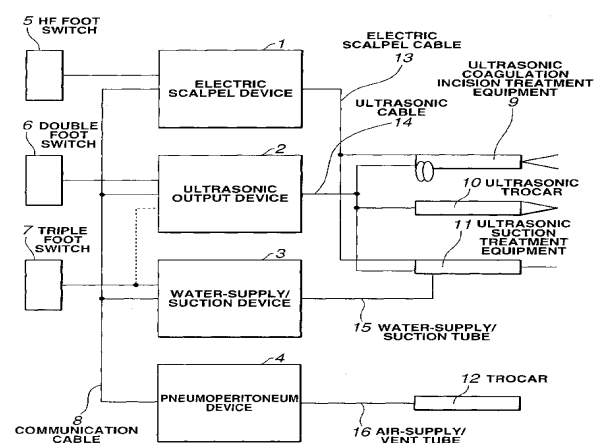 5 HF FOOT
SWITCH
1
ELECTRIC
SCALPEL DEVICE
ELECTRIC
SCALPEL CABLE
13
ULTRASONIC
COAGULATION
INCISION TREATMENT
EQUIPMENT
9
ULTRASONIC
CABLE
14
6 DOUBLE
FOOT
SWITCH
2
ULTRASONIC
OUTPUT DEVICE
10 ULTRASONIC
TROCAR
7 TRIPLE
FOOT
SWITCH
11 ULTRASONIC
SUCTION
TREATMENT
EQUIPMENT
3
WATER-SUPPLY/
SUCTION DEVICE
15 WATER-SUPPLY/
SUCTION TUBE
4
PNEUMOPERITONEUM
DEVICE
12 TROCAR
8
COMMUNICATION
CABLE
16 AIR-SUPPLY/
VENT TUBE